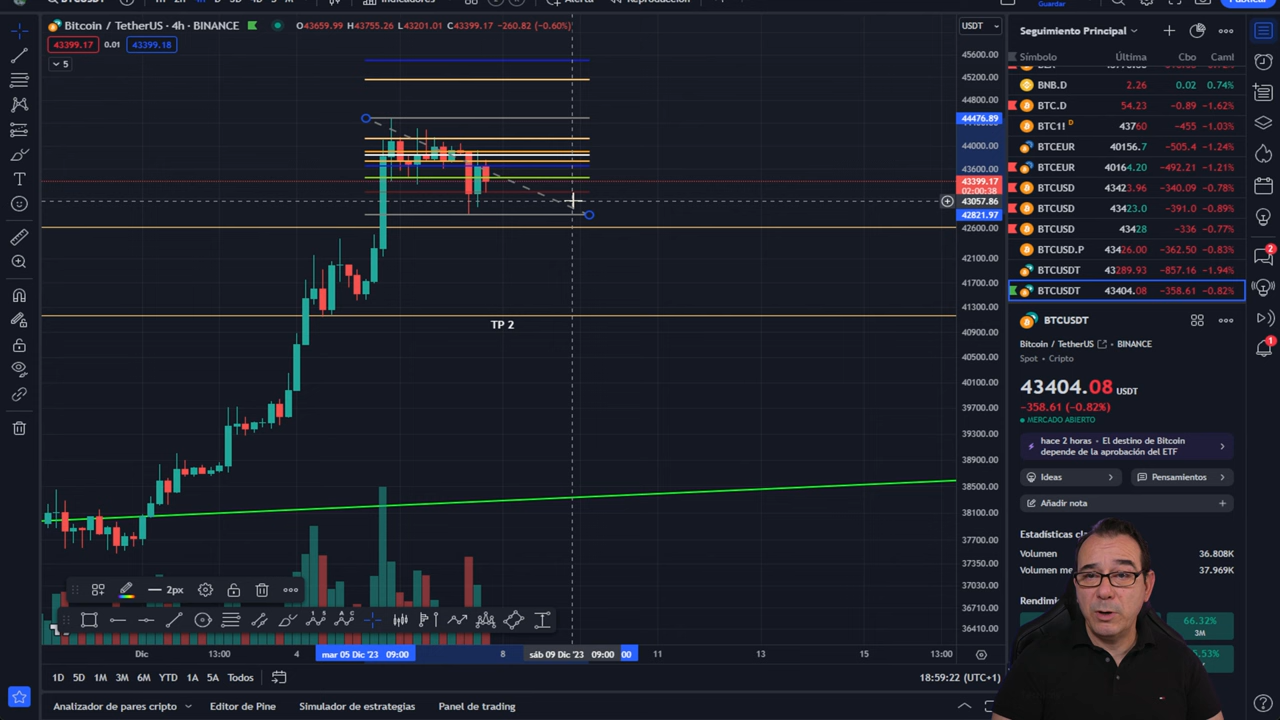 Indicadores
Alerta
Reproducción
Guardar
Publicar
Bitcoin / TetherUS · 4h · BINANCE
O43659.99 H43755.26 L43201.01 C43399.17 −260.82 (−0.60%)
43399.17
0.01
43399.18
5
USDT
45600.00
45200.00
44800.00
44476.89
44000.00
43600.00
43399.17
02:00:38
43057.86
42821.97
42600.00
42100.00
41700.00
41300.00
40900.00
40500.00
40100.00
39700.00
39300.00
38900.00
38500.00
38100.00
37700.00
37350.00
37030.00
36710.00
36410.00
TP 2
2px
Dic
13:00
4
mar 05 Dic '23 09:00
8
sáb 09 Dic '23 09:00
:00
11
13:00
15
13:00
1D
5D
1M
3M
6M
YTD
1A
5A
Todos
18:59:22 (UTC+1)
Analizador de pares cripto
Editor de Pine
Simulador de estrategias
Panel de trading
Seguimiento Principal
Símbolo
Última
Cbo
Cam%
BNB.D 2.26 0.02 0.74%
BTC.D 54.23 −0.89 −1.62%
BTC1! D 43760 −455 −1.03%
BTCEUR 40156.7 −505.4 −1.24%
BTCEUR 40164.20 −492.21 −1.21%
BTCUSD 43423.96 −340.09 −0.78%
BTCUSD 43423.0 −391.0 −0.89%
BTCUSD 43428 −336 −0.77%
BTCUSD.P 43426.00 −362.50 −0.83%
BTCUSDT 43289.93 −857.16 −1.94%
BTCUSDT 43404.08 −358.61 −0.82%
BTCUSDT
Bitcoin / TetherUS
BINANCE
Spot • Cripto
43404.08 USDT
−358.61 (−0.82%)
MERCADO ABIERTO
hace 2 horas • El destino de Bitcoin
depende de la aprobación del ETF
Ideas
Pensamientos
Añadir nota
Estadísticas
Volumen
36.808K
37.969K
66.32%
3M
2
1